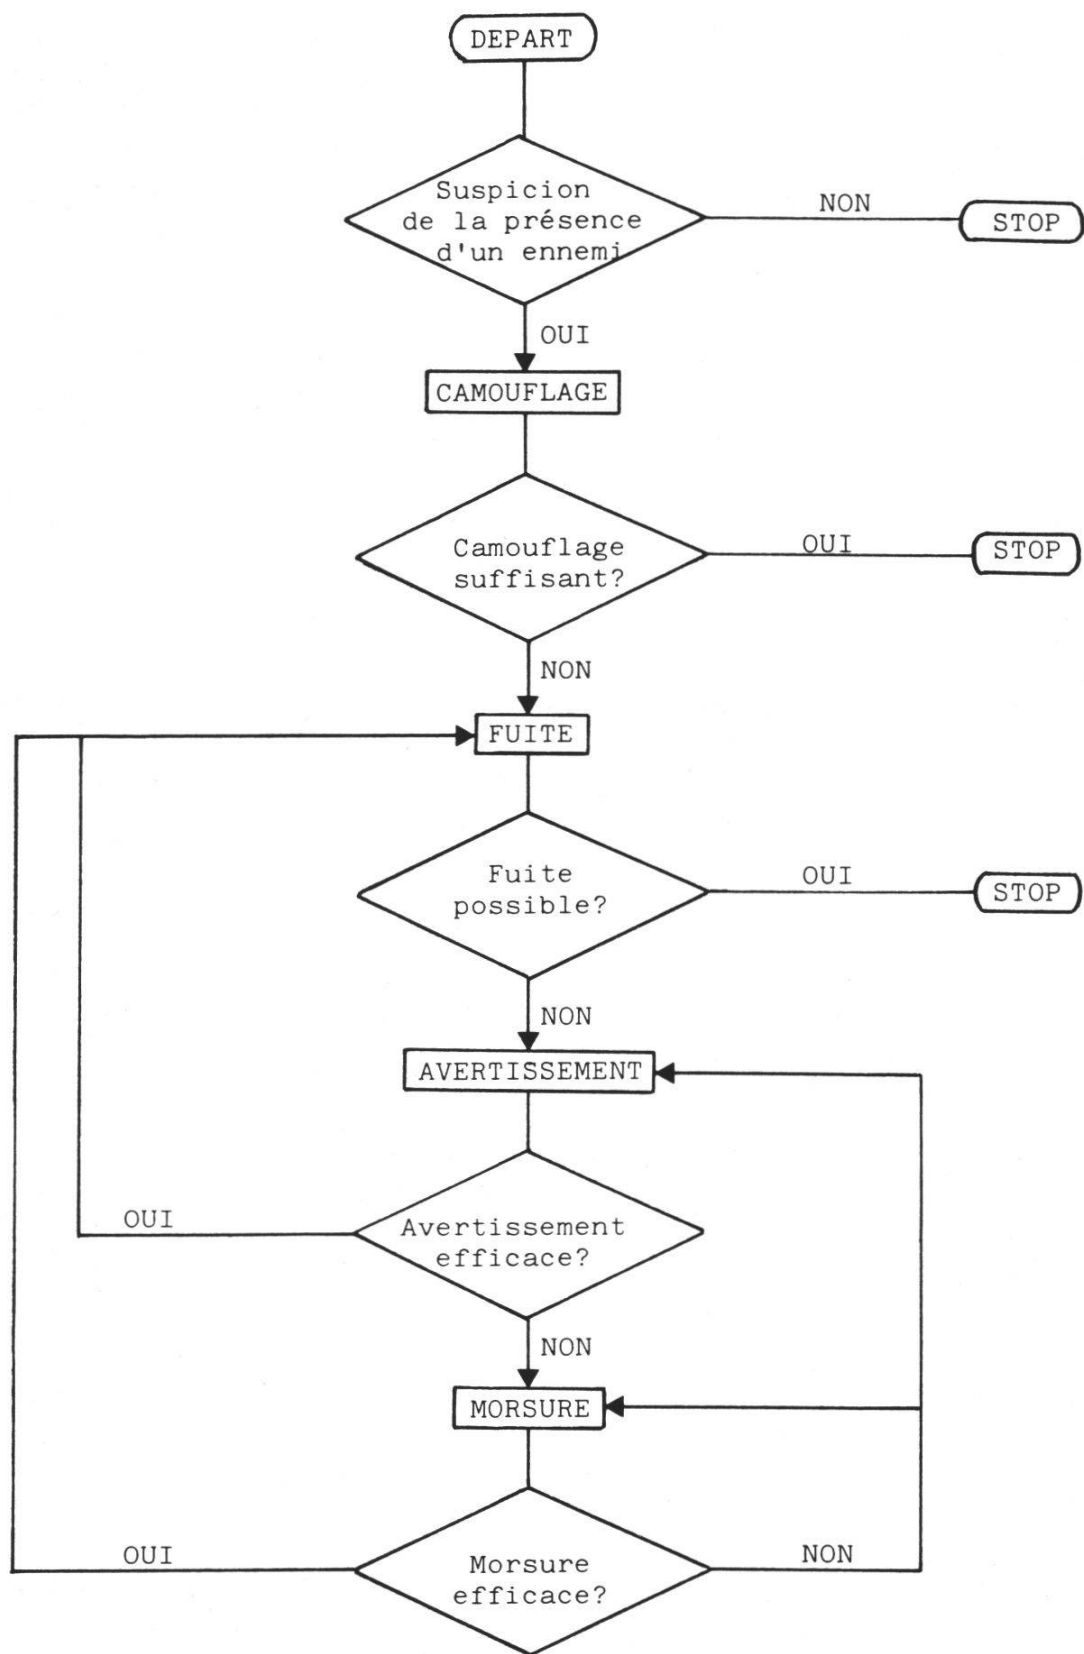 DEPART
Suspicion
de la présence
d'un ennemi
NON
STOP
OUI
CAMOUFLAGE
Camouflage
suffisant?
OUI
STOP
NON
FUITE
Fuite
possible?
OUI
STOP
NON
AVERTISSEMENT
OUI
Avertissement
efficace?
NON
MORSURE
OUI
Morsure
efficace?
NON